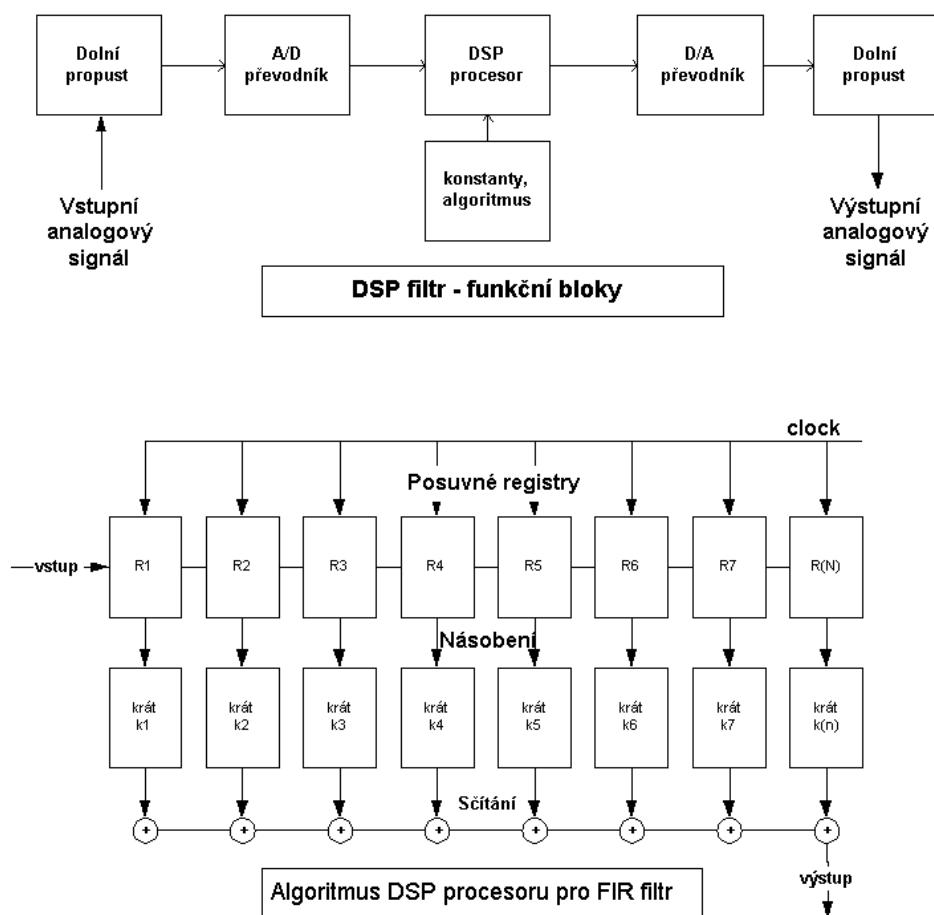 Dolní
propust
A/D
převodník
DSP
procesor
D/A
převodník
Dolní
propust
konstanty,
algoritmus
Vstupní
analogový
signál
Výstupní
analogový
signál
DSP filtr - funkční bloky
clock
Posuvné registry
vstup
R1
R2
R3
R4
R5
R6
R7
R(N)
Násobení
krát
k1
krát
k2
krát
k3
krát
k4
krát
k5
krát
k6
krát
k7
krát
k(n)
Sčítání
+
+
+
+
+
+
+
+
Algoritmus DSP procesoru pro FIR filtr
výstup